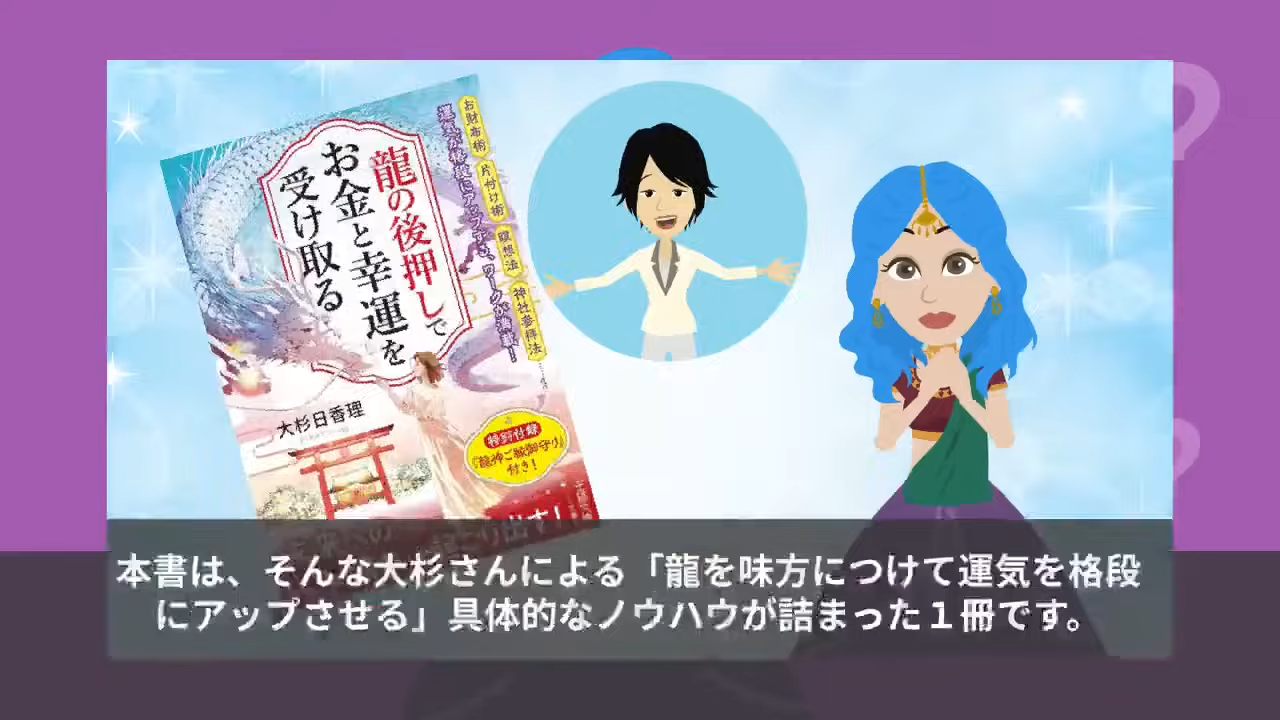 お財布術
片付け術
瞑想法
神社参拝法
運気が格段にアップする、ワークが満載!
龍の後押しで
お金と幸運を
受け取る
大杉日香理
特別付録
『龍神ご縁御守り』
付き!
本書は、そんな大杉さんによる「龍を味方につけて運気を格段
にアップさせる」具体的なノウハウが詰まった1冊です。